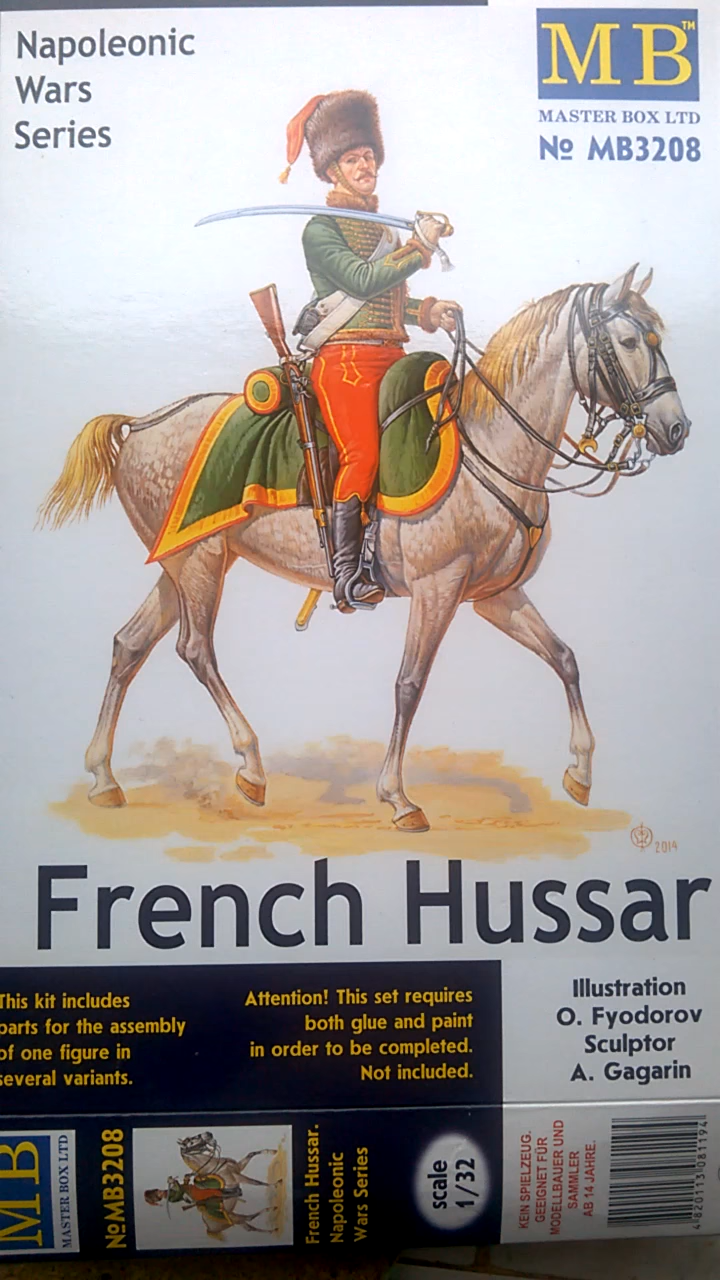 Napoleonic
Wars
Series
MB™
MASTER BOX LTD
№ MB3208
2014
French Hussar
This kit includes
parts for the assembly
of one figure in
several variants.
Attention! This set requires
both glue and paint
in order to be completed.
Not included.
Illustration
O. Fyodorov
Sculptor
A. Gagarin
MB
MASTER BOX LTD
№MB3208
French Hussar.
Napoleonic
Wars Series
scale
1/32
KEIN SPIELZEUG.
GEEIGNET FÜR
MODELLBAUER UND
SAMMLER
AB 14 JAHRE.
4820113081194